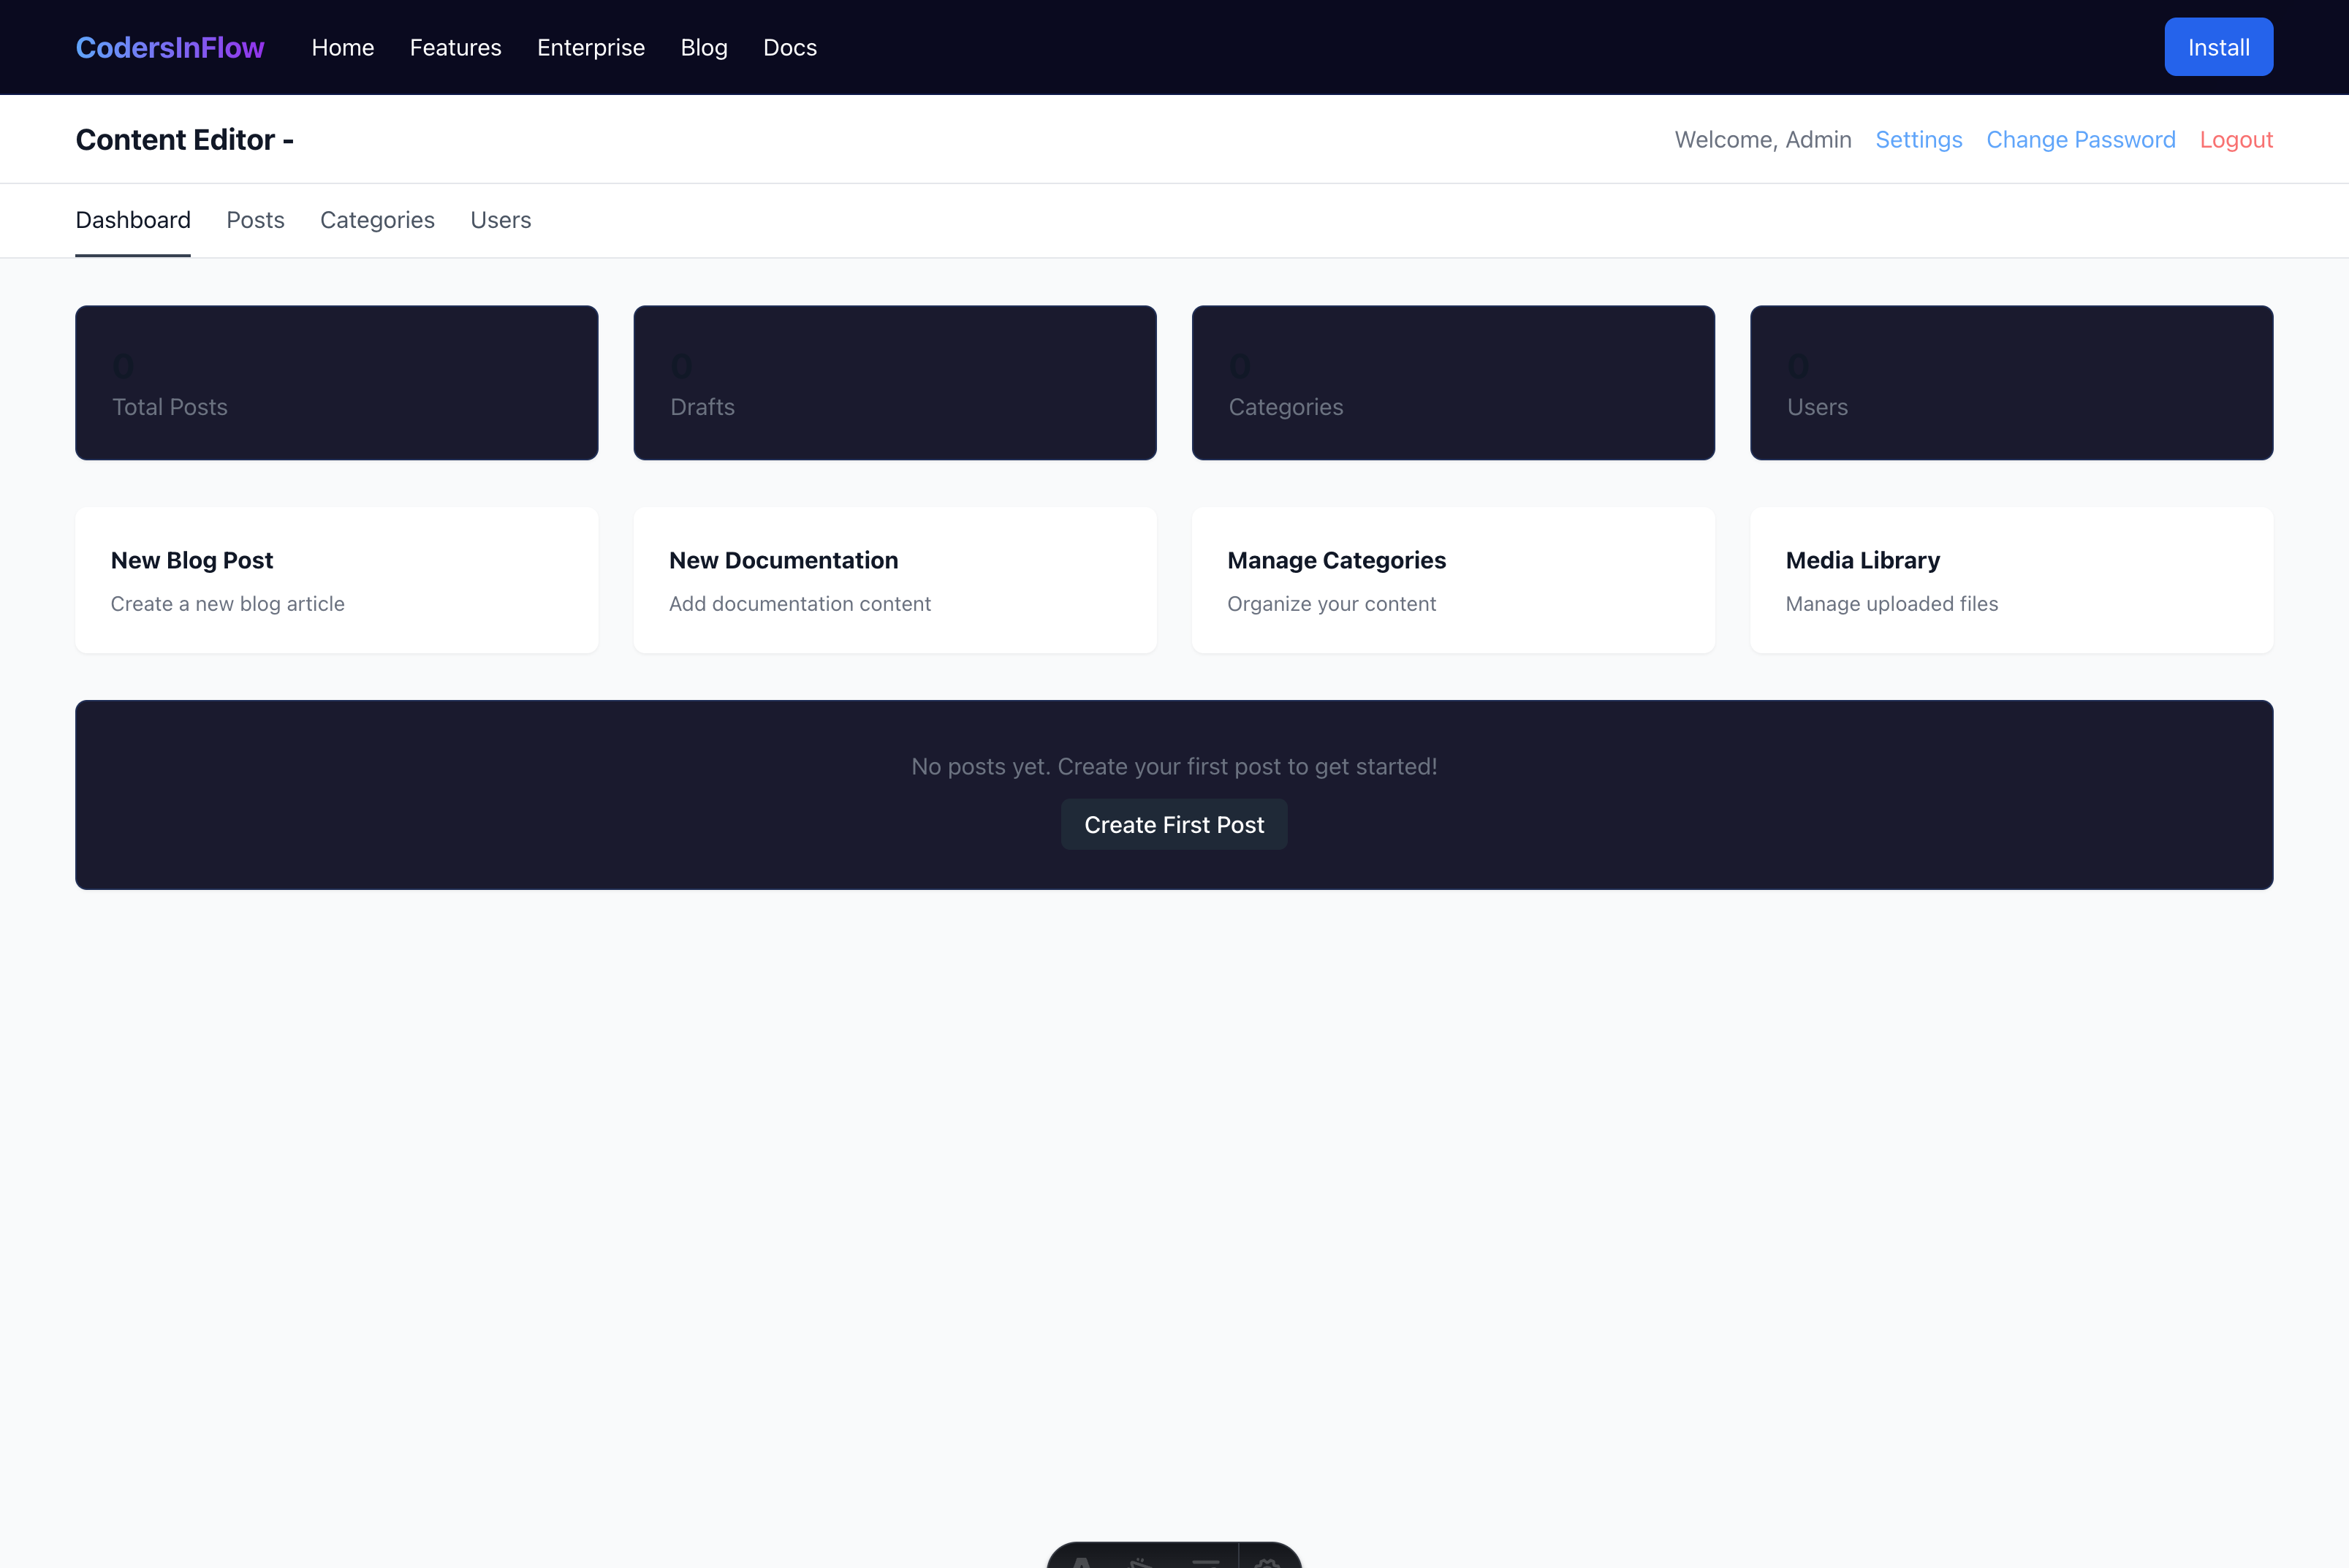 CodersInFlow Home Features Enterprise Blog Docs Install
Content Editor - Welcome, Admin Settings Change Password Logout
Dashboard Posts Categories Users
0 0 0 0
Total Posts Drafts Categories Users
New Blog Post New Documentation Manage Categories Media Library
Create a new blog article Add documentation content Organize your content Manage uploaded files
No posts yet. Create your first post to get started!
Create First Post